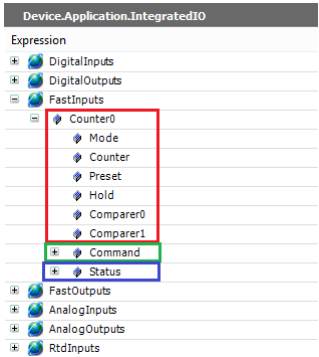 Device.Application.IntegratedIO
Expression
DigitalInputs
DigitalOutputs
FastInputs
Counter0
Mode
Counter
Preset
Hold
Comparer0
Comparer1
Command
Status
FastOutputs
AnalogInputs
AnalogOutputs
RtdInputs